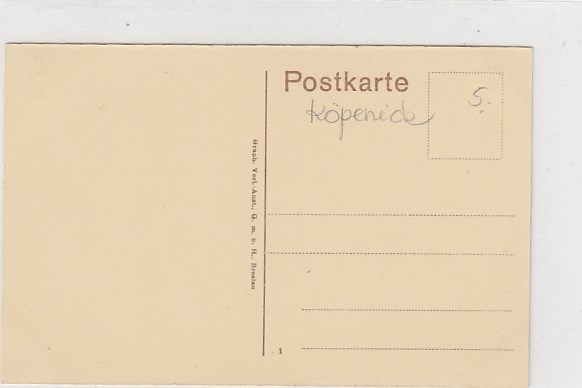 Postkarte
Köpenick
5.-
Graph. Verl.-Anst., G. m. b. H., Breslau
1